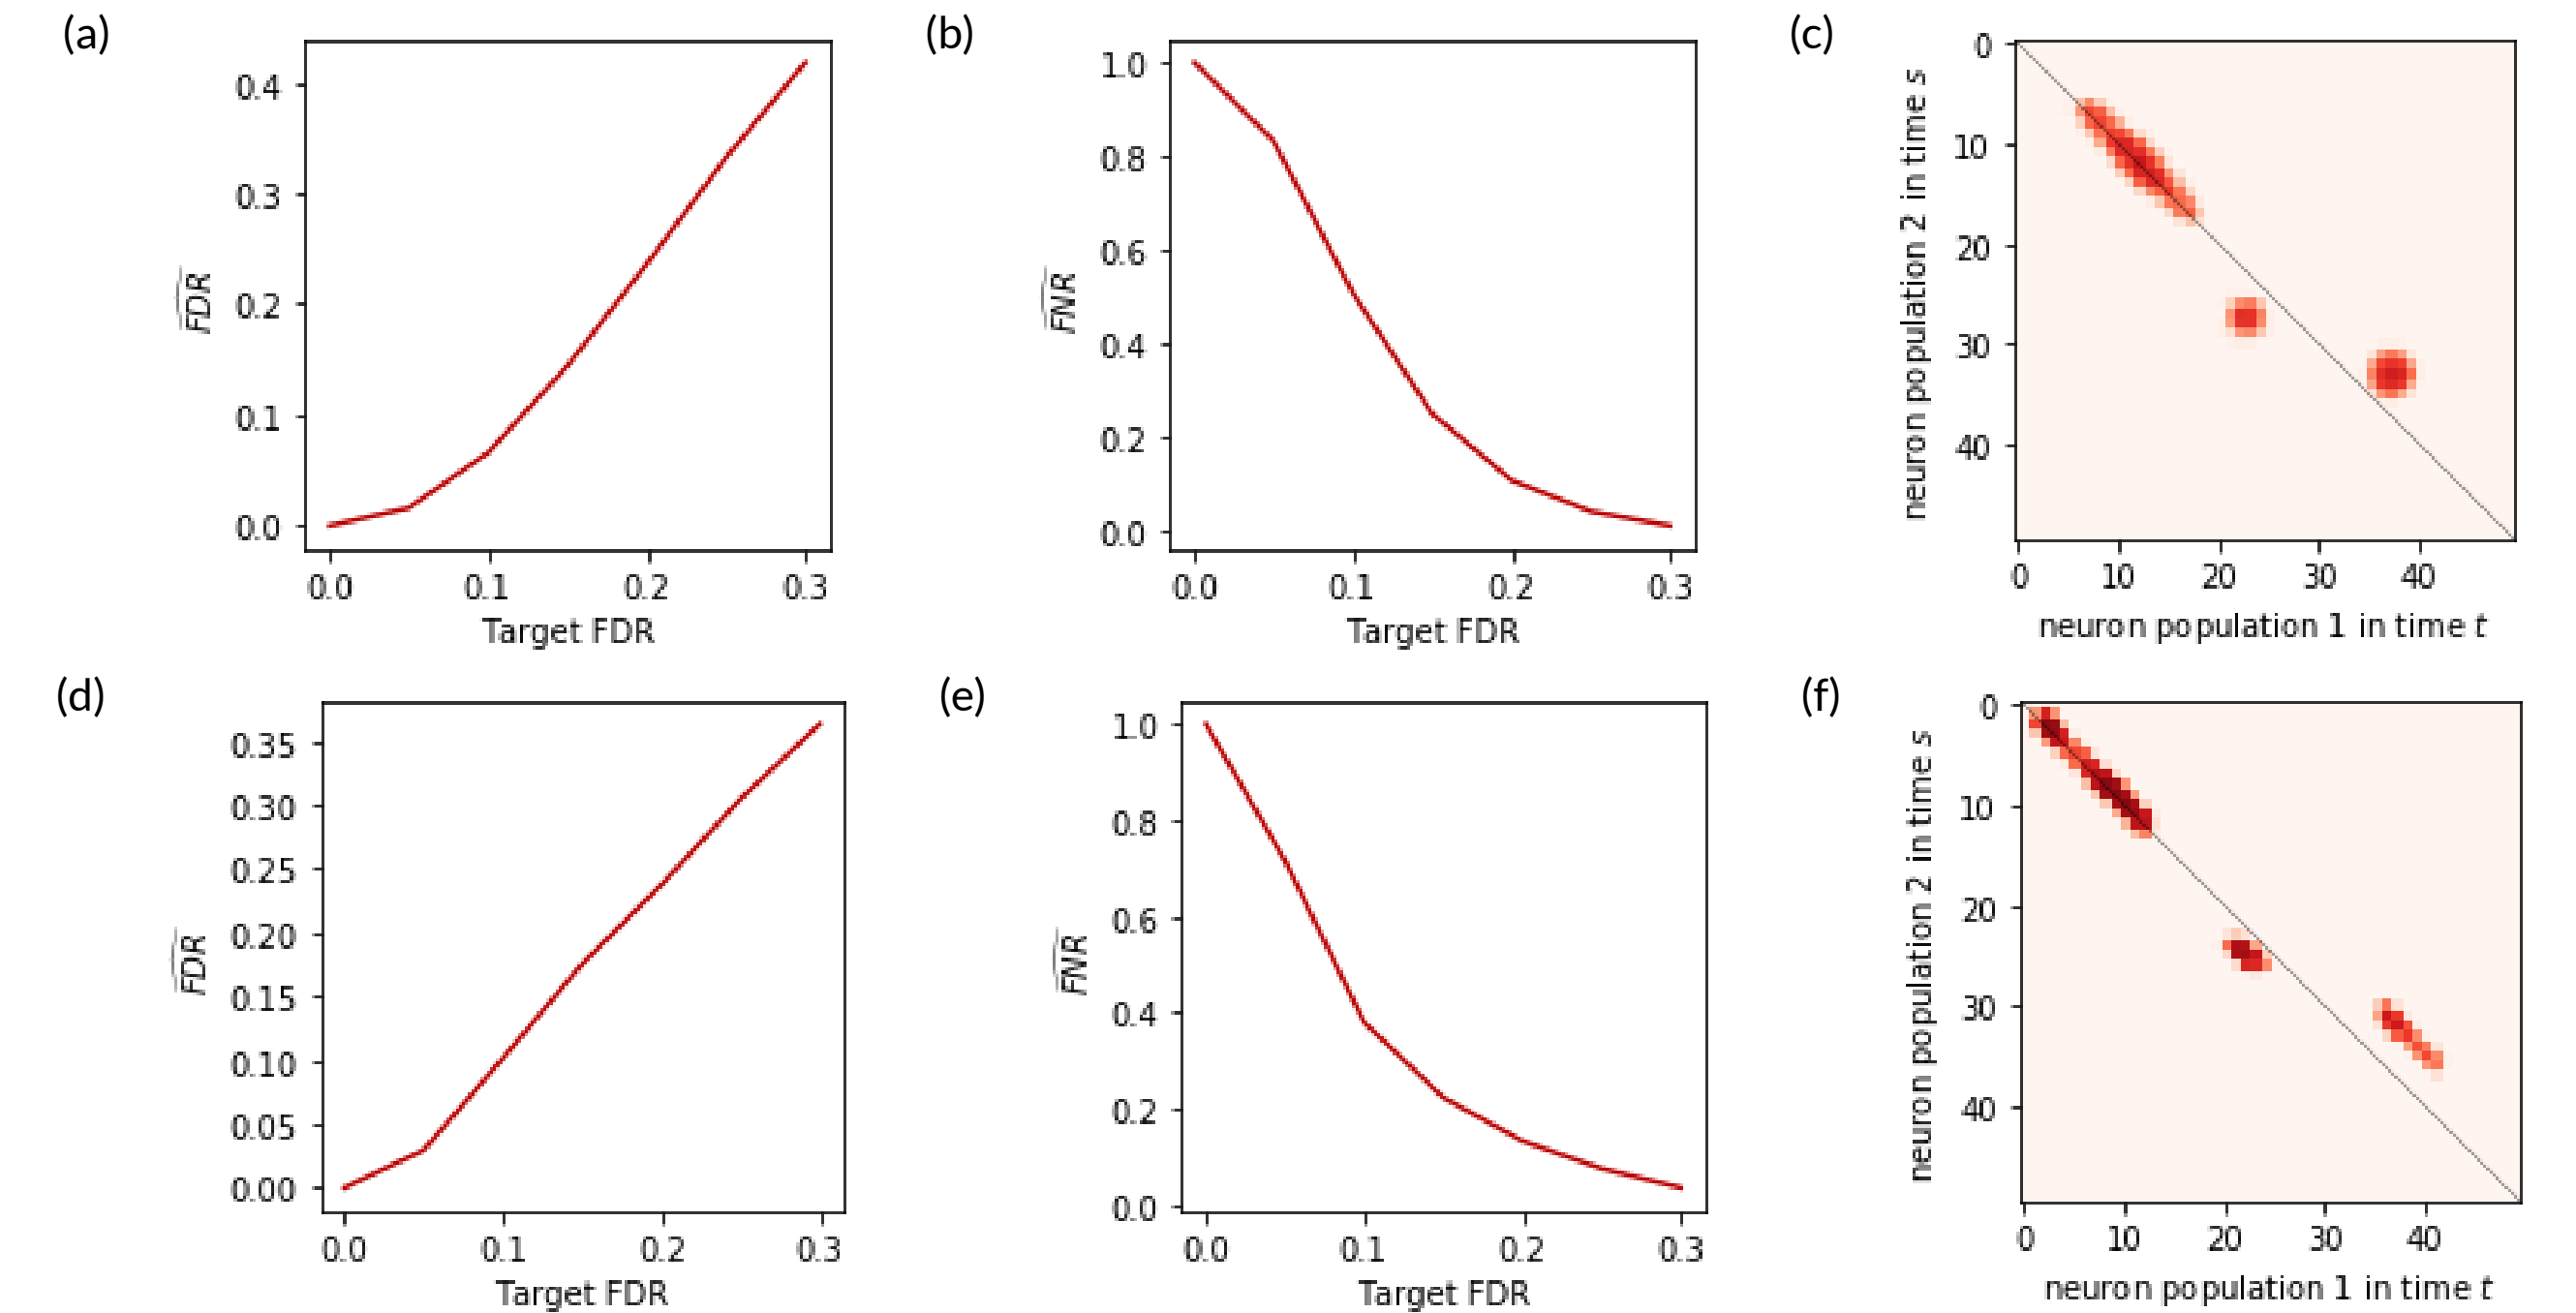 (a)
0.4
0.3
0.2
0.1
0.0
FDR
0.0 0.1 0.2 0.3
Target FDR
(b)
1.0
0.8
0.6
0.4
0.2
0.0
FNR
0.0 0.1 0.2 0.3
Target FDR
(c)
0
10
20
30
40
neuron population 2 in time s
0 10 20 30 40
neuron population 1 in time t
(d)
0.35
0.30
0.25
0.20
0.15
0.10
0.05
0.00
FDR
0.0 0.1 0.2 0.3
Target FDR
(e)
1.0
0.8
0.6
0.4
0.2
0.0
FNR
0.0 0.1 0.2 0.3
Target FDR
(f)
0
10
20
30
40
neuron population 2 in time s
0 10 20 30 40
neuron population 1 in time t